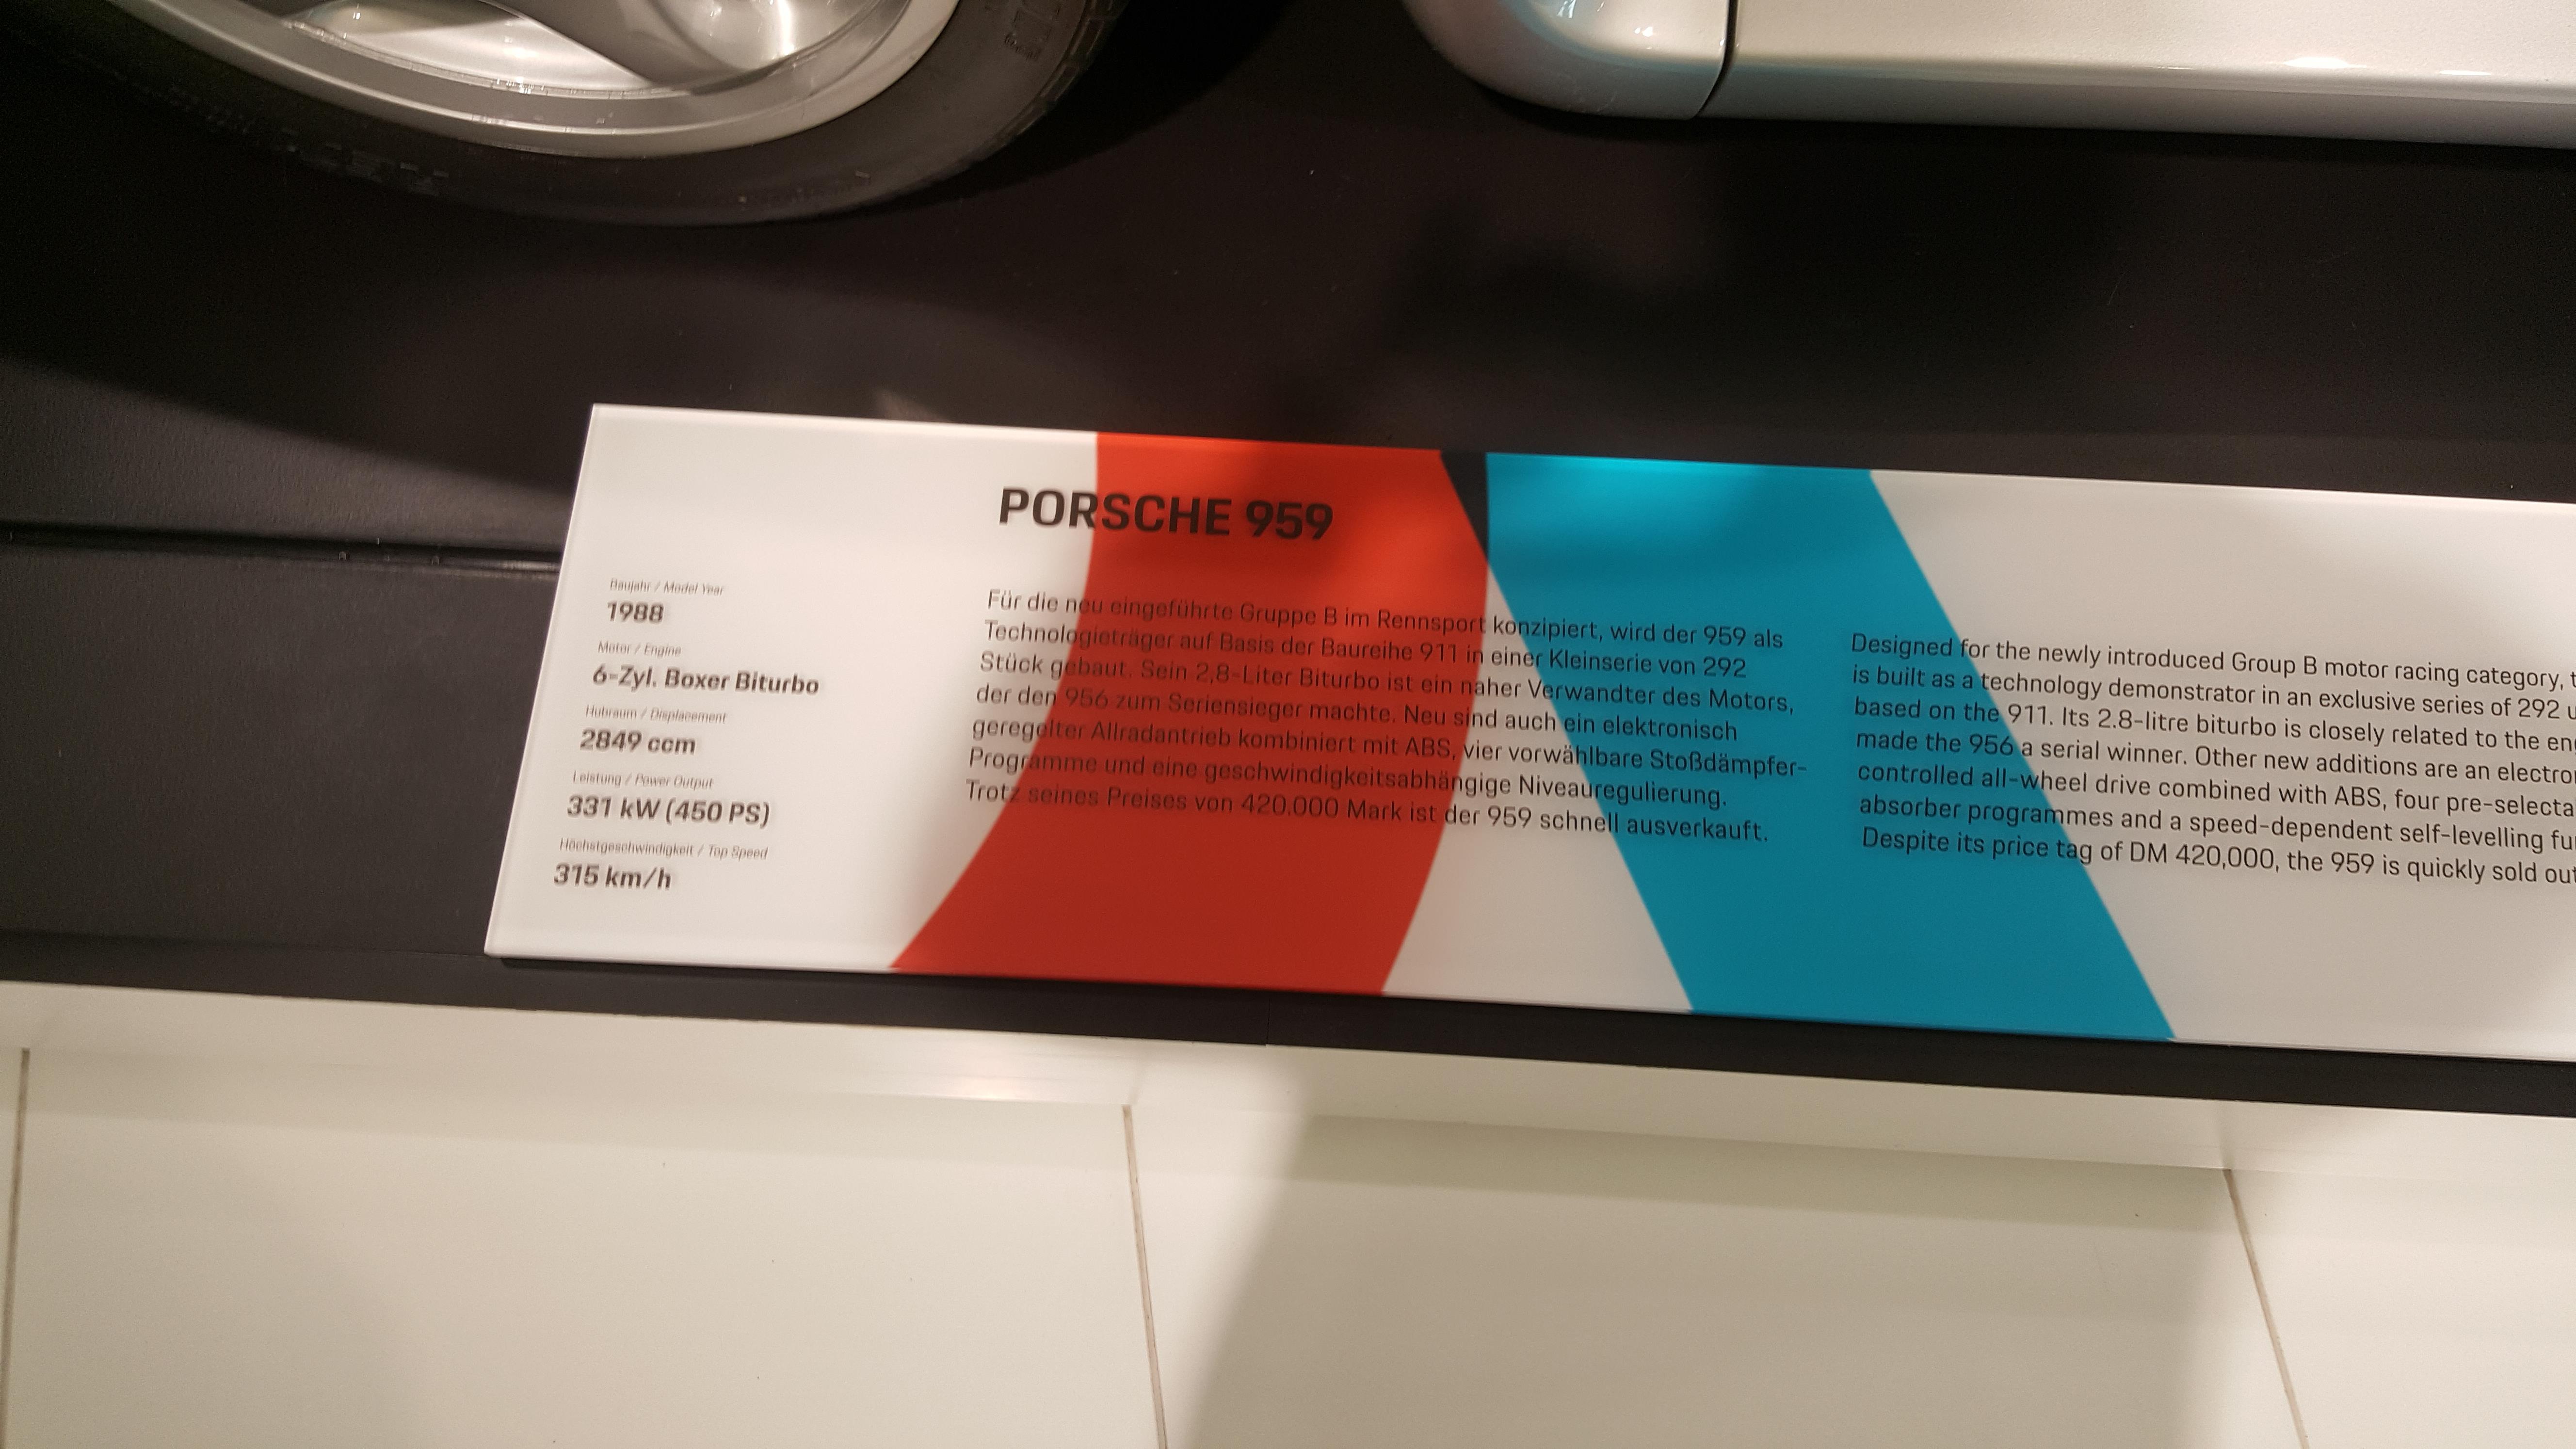 PORSCHE 959
Baujahr / Model Year
1988
Motor / Engine
6-Zyl. Boxer Biturbo
Hubraum / Displacement
2849 ccm
Leistung / Power Output
331 kW (450 PS)
Höchstgeschwindigkeit / Top Speed
315 km/h
Für die neu eingeführte Gruppe B im Rennsport konzipiert, wird der 959 als
Technologieträger auf Basis der Baureihe 911 in einer Kleinserie von 292
Stück gebaut. Sein 2,8-Liter Biturbo ist ein naher Verwandter des Motors,
der den 956 zum Seriensieger machte. Neu sind auch ein elektronisch
geregelter Allradantrieb kombiniert mit ABS, vier vorwählbare Stoßdämpfer-
Programme und eine geschwindigkeitsabhängige Niveauregulierung.
Trotz seines Preises von 420.000 Mark ist der 959 schnell ausverkauft.
Designed for the newly introduced Group B motor racing category,
is built as a technology demonstrator in an exclusive series of 292
based on the 911. Its 2.8-litre biturbo is closely related to the
made the 956 a serial winner. Other new additions are an
controlled all-wheel drive combined with ABS, four
absorber programmes and a speed-dependent self-levelling
Despite its price tag of DM 420,000, the 959 is quickly sold